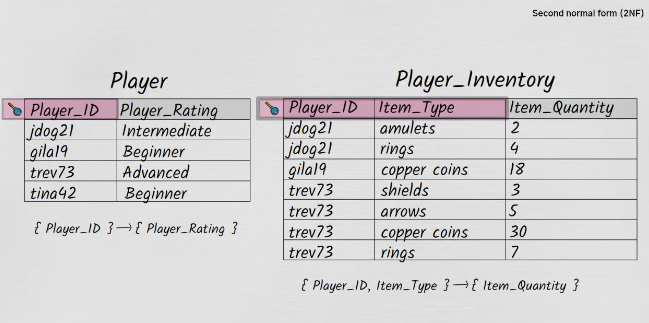 Second normal form (2NF)
Player
Player_ID Player_Rating
jdog21 Intermediate
gila19 Beginner
trev73 Advanced
tina42 Beginner
{ Player_ID } → { Player_Rating }
Player_Inventory
Player_ID Item_Type Item_Quantity
jdog21 amulets 2
jdog21 rings 4
gila19 copper coins 18
trev73 shields 3
trev73 arrows 5
trev73 copper coins 30
trev73 rings 7
{ Player_ID, Item_Type } → { Item_Quantity }